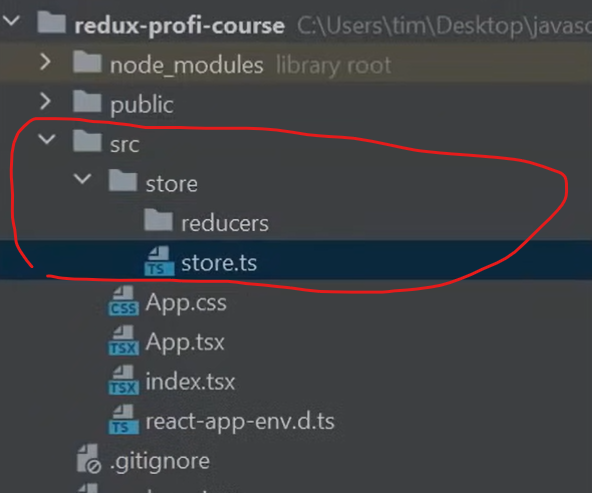 redux-profi-course C:\Users\tim\Desktop\javasc
node_modules library root
public
src
store
reducers
TS store.ts
CSS App.css
TSX App.tsx
TSX index.tsx
TS react-app-env.d.ts
.gitignore